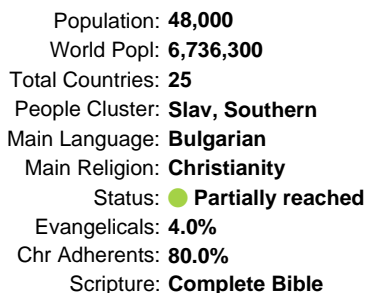 Population: 48,000
World Popl: 6,736,300
Total Countries: 25
People Cluster: Slav, Southern
Main Language: Bulgarian
Main Religion: Christianity
Status: Partially reached
Evangelicals: 4.0%
Chr Adherents: 80.0%
Scripture: Complete Bible